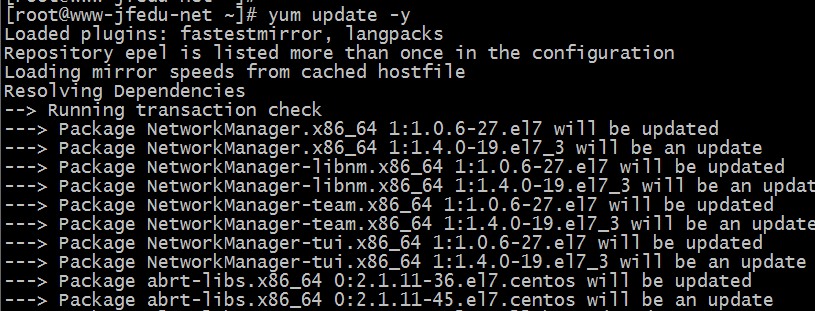 [root@www-jfedu-net ~]#
[root@www-jfedu-net ~]# yum update -y
Loaded plugins: fastestmirror, langpacks
Repository epel is listed more than once in the configuration
Loading mirror speeds from cached hostfile
Resolving Dependencies
--> Running transaction check
---> Package NetworkManager.x86_64 1:1.0.6-27.el7 will be updated
---> Package NetworkManager.x86_64 1:1.4.0-19.el7_3 will be an update
---> Package NetworkManager-libnm.x86_64 1:1.0.6-27.el7 will be updated
---> Package NetworkManager-libnm.x86_64 1:1.4.0-19.el7_3 will be an updat
---> Package NetworkManager-team.x86_64 1:1.0.6-27.el7 will be updated
---> Package NetworkManager-team.x86_64 1:1.4.0-19.el7_3 will be an update
---> Package NetworkManager-tui.x86_64 1:1.0.6-27.el7 will be updated
---> Package NetworkManager-tui.x86_64 1:1.4.0-19.el7_3 will be an update
---> Package abrt-libs.x86_64 0:2.1.11-36.el7.centos will be updated
---> Package abrt-libs.x86_64 0:2.1.11-45.el7.centos will be an update